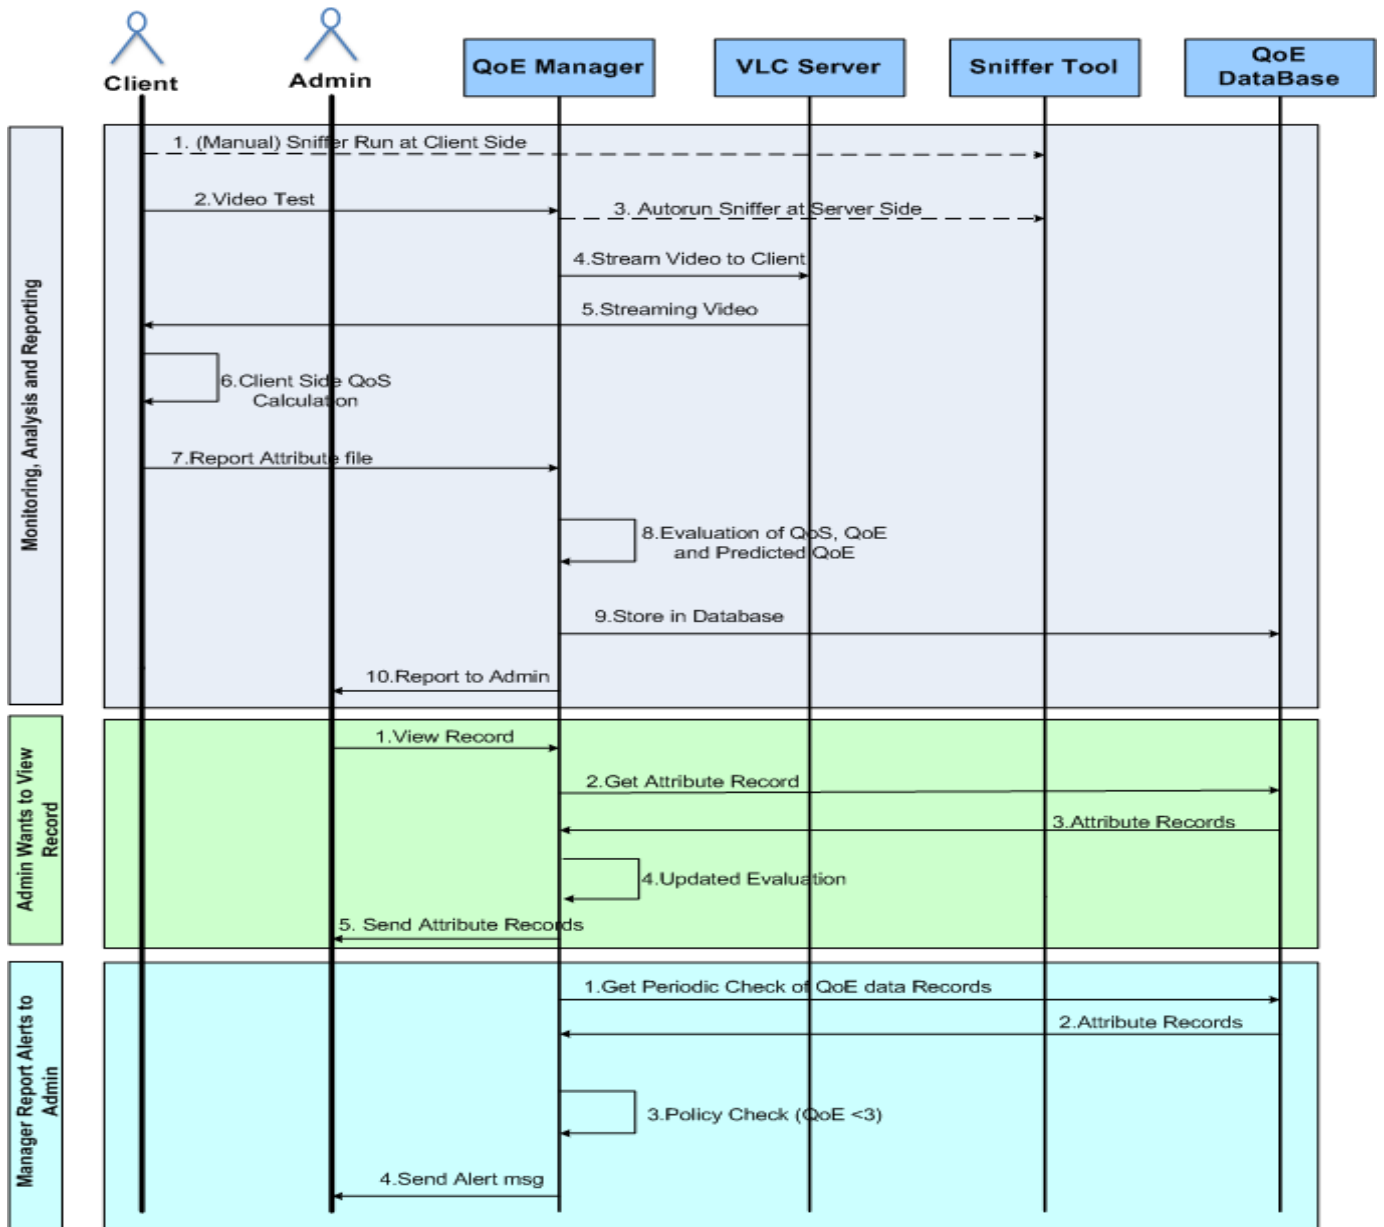 Client
Admin
QoE Manager
VLC Server
Sniffer Tool
QoE
DataBase
Monitoring, Analysis and Reporting
1. (Manual) Sniffer Run at Client Side
2.Video Test
3. Autorun Sniffer at Server Side
4.Stream Video to Client
5.Streaming Video
6.Client Side QoS
Calculation
7.Report Attribute file
8.Evaluation of QoS, QoE
and Predicted QoE
9.Store in Database
10.Report to Admin
Admin Wants to View
Record
1.View Record
2.Get Attribute Record
3.Attribute Records
4.Updated Evaluation
5. Send Attribute Records
Manager Report Alerts to
Admin
1.Get Periodic Check of QoE data Records
2.Attribute Records
3.Policy Check (QoE <3)
4.Send Alert msg